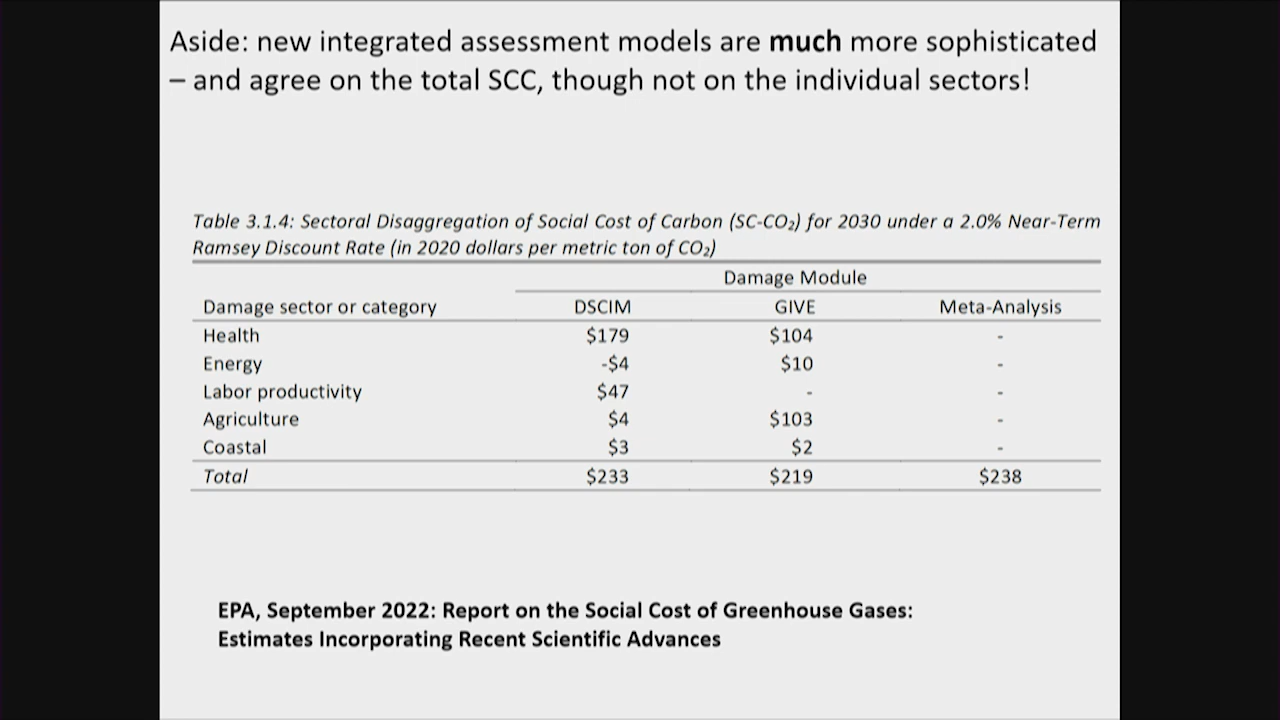 Aside: new integrated assessment models are much more sophisticated
– and agree on the total SCC, though not on the individual sectors!
Table 3.1.4: Sectoral Disaggregation of Social Cost of Carbon (SC-CO₂) for 2030 under a 2.0% Near-Term
Ramsey Discount Rate (in 2020 dollars per metric ton of CO₂)
Damage Module
Damage sector or category DSCIM GIVE Meta-Analysis
Health $179 $104 -
Energy -$4 $10 -
Labor productivity $47 - -
Agriculture $4 $103 -
Coastal $3 $2 -
Total $233 $219 $238
EPA, September 2022: Report on the Social Cost of Greenhouse Gases:
Estimates Incorporating Recent Scientific Advances